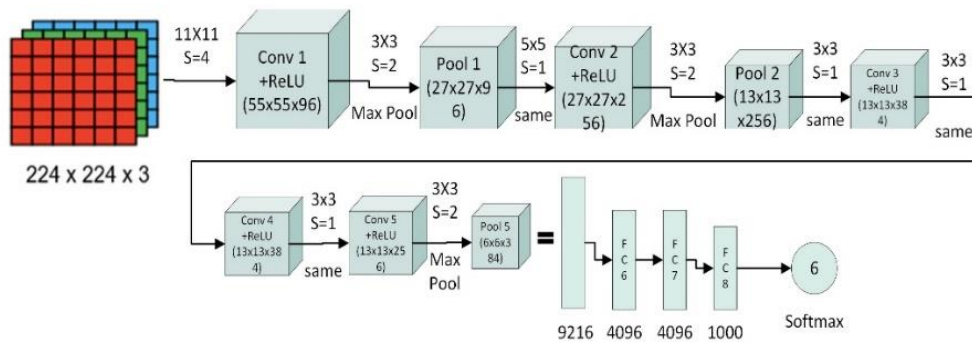 224 x 224 x 3
11X11
S=4
Conv 1
+ReLU
(55x55x96)
3X3
S=2
Max Pool
Pool 1
(27x27x9
6)
5x5
S=1
same
Conv 2
+ReLU
(27x27x2
56)
3X3
S=2
Max Pool
Pool 2
(13x13
x256)
3x3
S=1
same
Conv 3
+ReLU
(13x13x38
4)
3x3
S=1
same
Conv 4
+ReLU
(13x13x38
4)
3x3
S=1
same
Conv 5
+ReLU
(13x13x25
6)
3X3
S=2
Max
Pool
Pool 5
(6x6x3
84)
=
9216
F
C
6
4096
F
C
7
4096
F
C
8
1000
6
Softmax